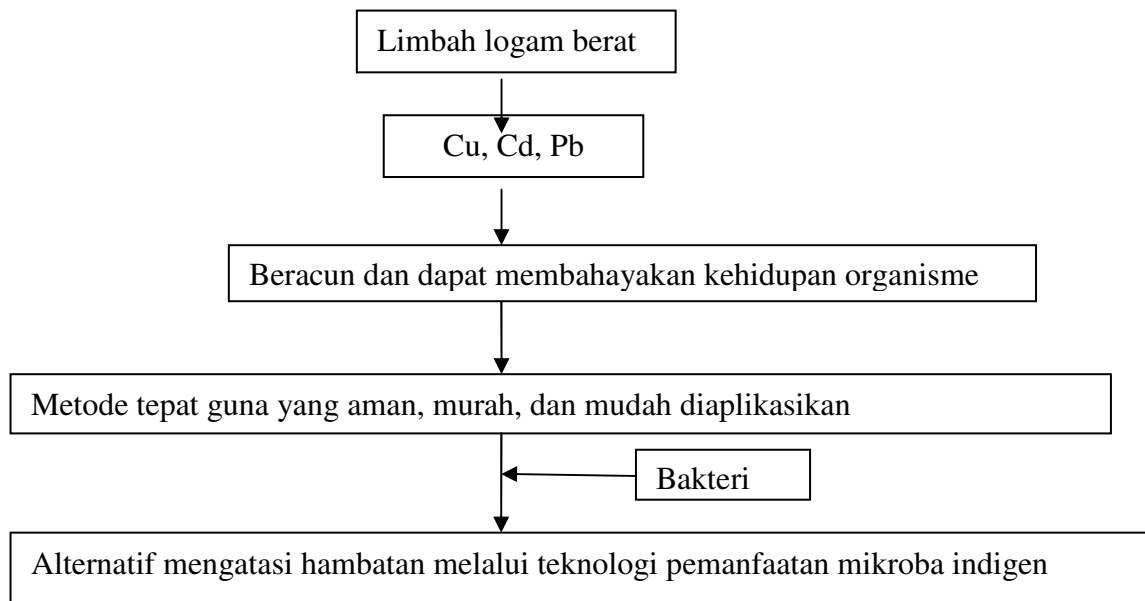 Limbah logam berat
Cu, Cd, Pb
Beracun dan dapat membahayakan kehidupan organisme
Metode tepat guna yang aman, murah, dan mudah diaplikasikan
Bakteri
Alternatif mengatasi hambatan melalui teknologi pemanfaatan mikroba indigen